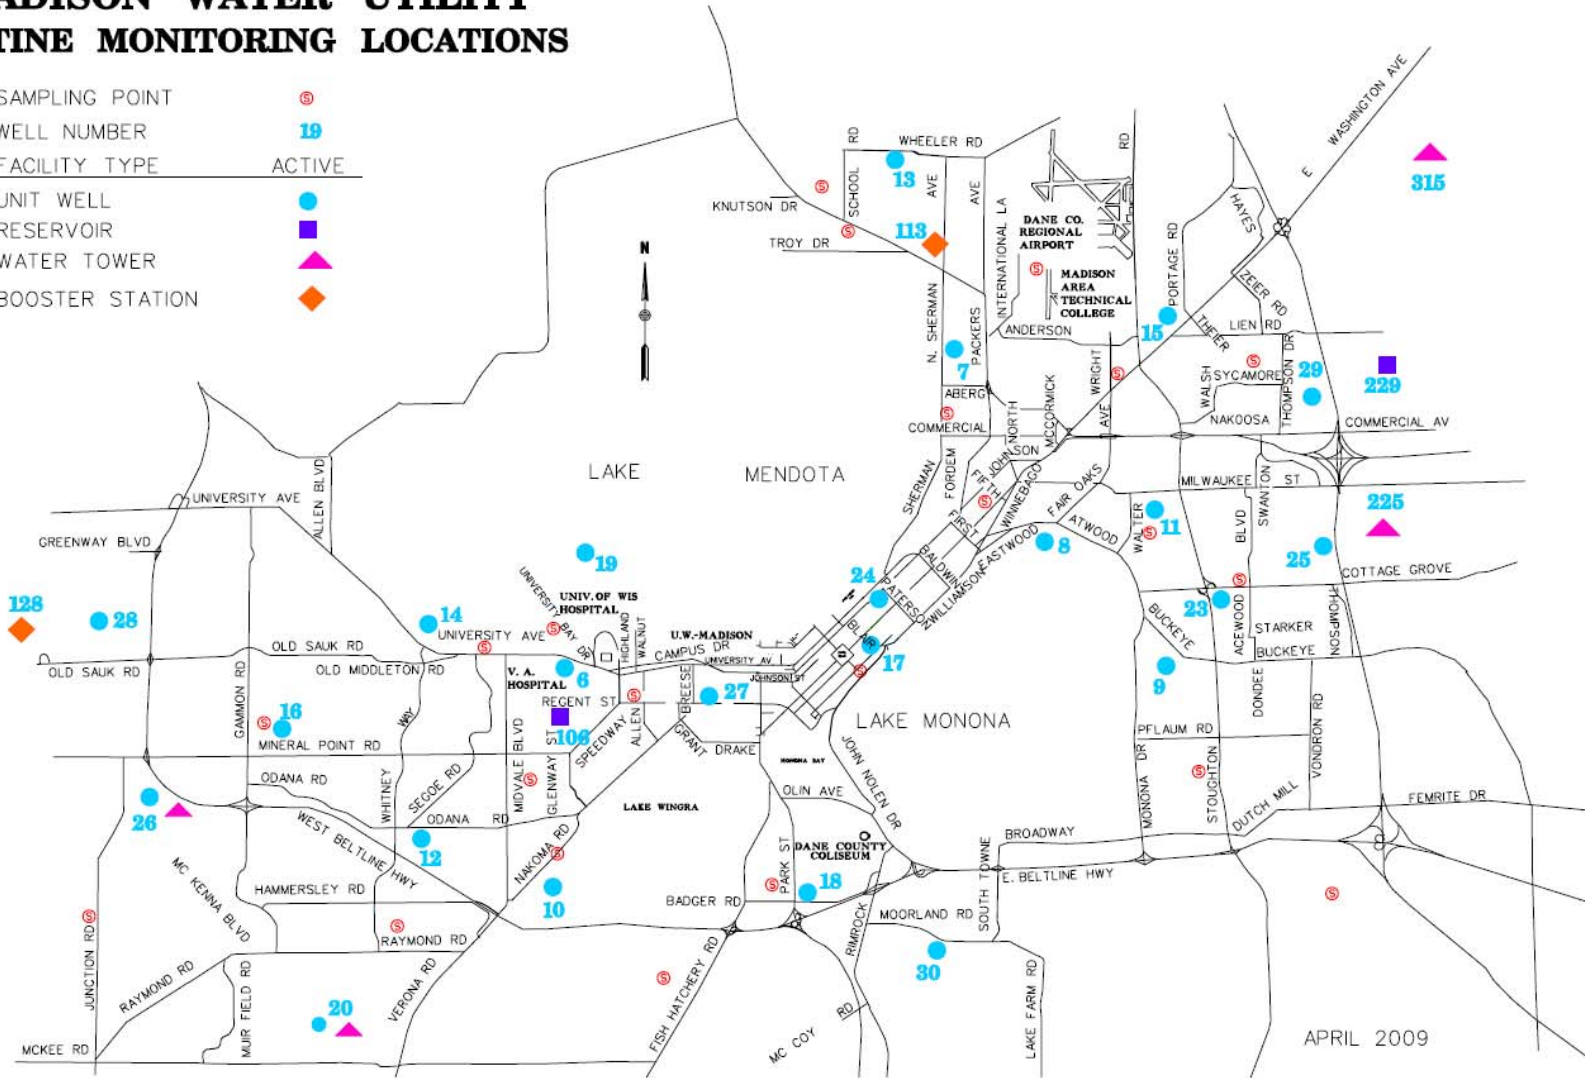 ADISON WATER UTILITY
TINE MONITORING LOCATIONS
SAMPLING POINT S
WELL NUMBER 19
FACILITY TYPE ACTIVE
UNIT WELL
RESERVOIR
WATER TOWER
BOOSTER STATION
N
WHEELER RD
SCHOOL RD
13
KNUTSON DR
TROY DR
113
AVE
AVE
N. SHERMAN
PACKERS
INTERNATIONAL LA
DANE CO.
REGIONAL
AIRPORT
MADISON
AREA
TECHNICAL
COLLEGE
RD
PORTAGE RD
HAYES
E WASHINGTON AVE
315
ZEIER RD
LIEN RD
THEIER
15
ANDERSON
7
ABERG
COMMERCIAL
WRIGHT
AVE
MCCORMICK
NORTH
WALSH
SYCAMORE
THOMPSON DR
29
229
NAKOOSA
COMMERCIAL AV
LAKE MENDOTA
SHERMAN
FORDEM
JOHNSON
FIFTH
FIRST
WINNEBAGO
FAIR OAKS
EASTWOOD
ATWOOD
MILWAUKEE ST
SWANTON
BLVD
WALTER
11
225
25
8
COTTAGE GROVE
UNIVERSITY AVE
ALLEN BLVD
GREENWAY BLVD
128
28
14
19
UNIVERSITY BAY DR
UNIV. OF WIS
HOSPITAL
HIGHLAND
WALNUT
U.W.-MADISON
CAMPUS DR
UNIVERSITY AV
JOHNSON ST
24
BALDWIN
PATERSON
WILLIAMSON
BLAIR
17
23
ACEWOOD
STARKER
BUCKEYE
BUCKEYE
THOMPSON
9
DONDEE
VONDRON RD
UNIVERSITY AVE
OLD SAUK RD
OLD MIDDLETON RD
OLD SAUK RD
GAMMON RD
V. A.
HOSPITAL
6
REGENT ST
27
BREESE
ALLEN
106
SPEEDWAY
GRANT
DRAKE
LAKE MONONA
MONONA BAY
16
MINERAL POINT RD
WAY
WHITNEY
MIDVALE BLVD
GLENWAY ST
ODANA RD
SEGOE RD
ODANA RD
26
12
WEST BELTLINE HWY
MC KENNA BLVD
NAKOMA RD
LAKE WINGRA
OLIN AVE
JOHN NOLEN DR
PARK ST
DANE COUNTY
COLISEUM
18
PFLAUM RD
MONONA DR
STOUGHTON
DUTCH MILL
FEMRITE DR
BROADWAY
E. BELTLINE HWY
SOUTH TOWNE
HAMMERSLEY RD
RAYMOND RD
10
BADGER RD
RIMROCK RD
MOORLAND RD
30
JUNCTION RD
RAYMOND RD
MUIR FIELD RD
VERONA RD
20
FISH HATCHERY RD
MC COY
LAKE FARM RD
MCKEE RD
APRIL 2009